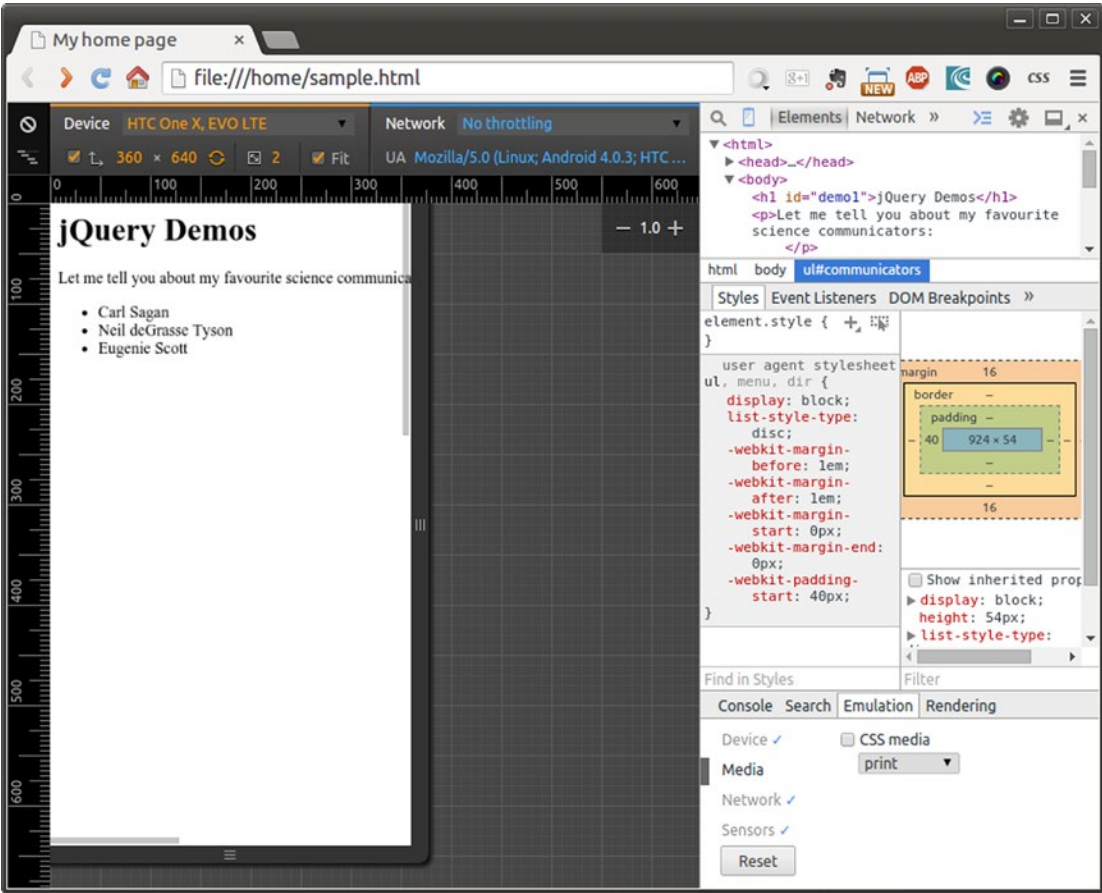 My home page ×
file:///home/sample.html
8+1 NEW ABP CSS
Device HTC One X, EVO LTE
Network No throttling
360 × 640 2 Fit
UA Mozilla/5.0 (Linux; Android 4.0.3; HTC ...
0 100 200 300 400 500 600
0
100
200
300
400
500
600
− 1.0 +
jQuery Demos
Let me tell you about my favourite science communica
• Carl Sagan
• Neil deGrasse Tyson
• Eugenie Scott
Elements Network » ×
▼<html>
▶<head>…</head>
▼<body>
<h1 id="demo1">jQuery Demos</h1>
<p>Let me tell you about my favourite
science communicators:
</p>
html body ul#communicators
Styles Event Listeners DOM Breakpoints »
element.style {
}
user agent stylesheet
ul, menu, dir {
display: block;
list-style-type:
disc;
-webkit-margin-
before: 1em;
-webkit-margin-
after: 1em;
-webkit-margin-
start: 0px;
-webkit-margin-end:
0px;
-webkit-padding-
start: 40px;
}
margin 16
border –
padding –
– 40 924 × 54 – –
–
–
16
Show inherited prop
▶display: block;
height: 54px;
▶list-style-type:
Find in Styles
Filter
Console Search Emulation Rendering
Device ✓
CSS media
Media
print
Network ✓
Sensors ✓
Reset